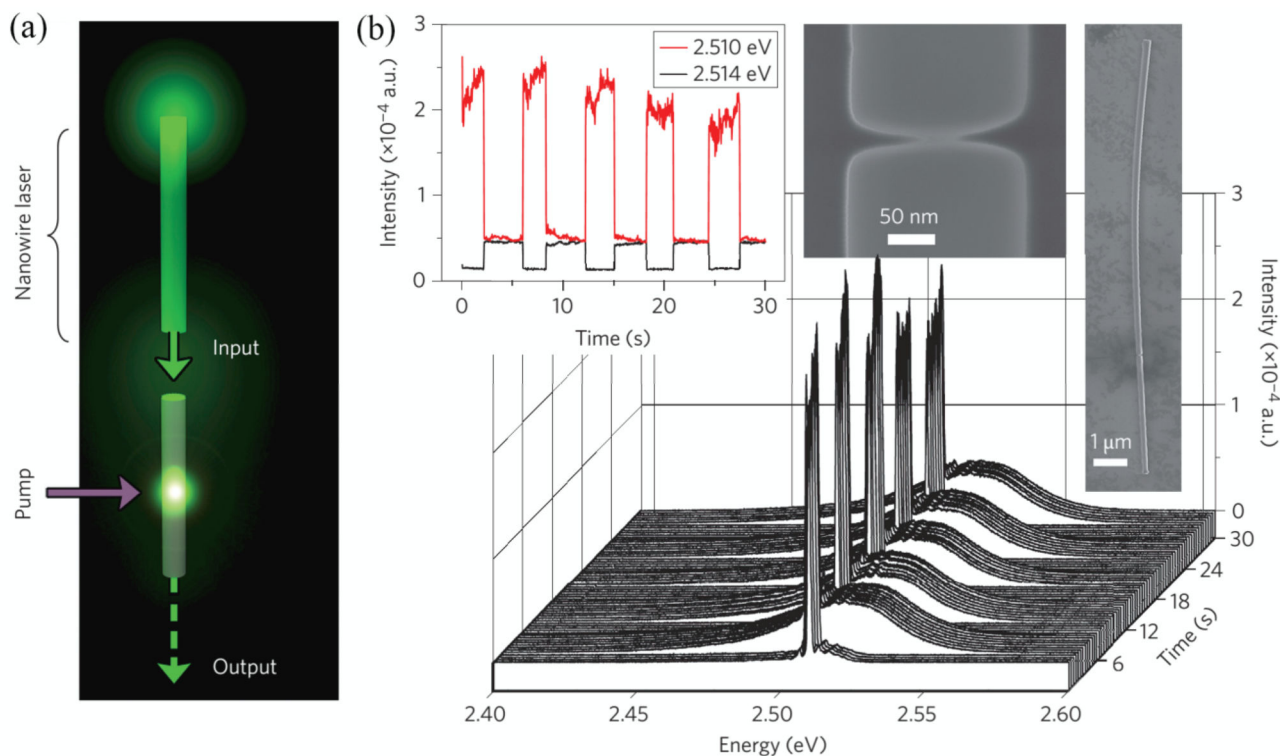 (a)
Nanowire laser
Input
Pump
Output
(b)
Intensity (×10⁻⁴ a.u.)
3
2
1
0
2.510 eV
2.514 eV
0
10
20
30
Time (s)
50 nm
1 µm
3
2
1
0
Intensity (×10⁻⁴ a.u.)
30
24
18
12
6
Time (s)
2.40
2.45
2.50
2.55
2.60
Energy (eV)